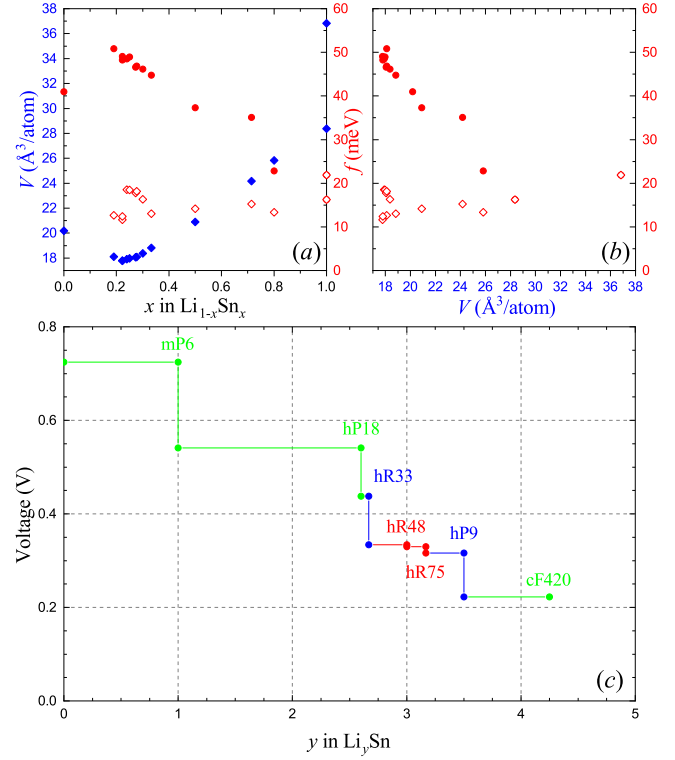 38
36
34
32
30
28
26
24
22
20
18
V (Å³/atom)
0.0 0.2 0.4 0.6 0.8 1.0
x in Li₁₋ₓSnₓ
60
50
40
30
20
10
0
f (meV)
(a)
60
50
40
30
20
10
0
18 20 22 24 26 28 30 32 34 36 38
V (Å³/atom)
(b)
0.8
0.6
0.4
0.2
0.0
Voltage (V)
mP6
hP18
hR33
hR48
hP9
hR75
cF420
(c)
0 1 2 3 4 5
y in LiySn